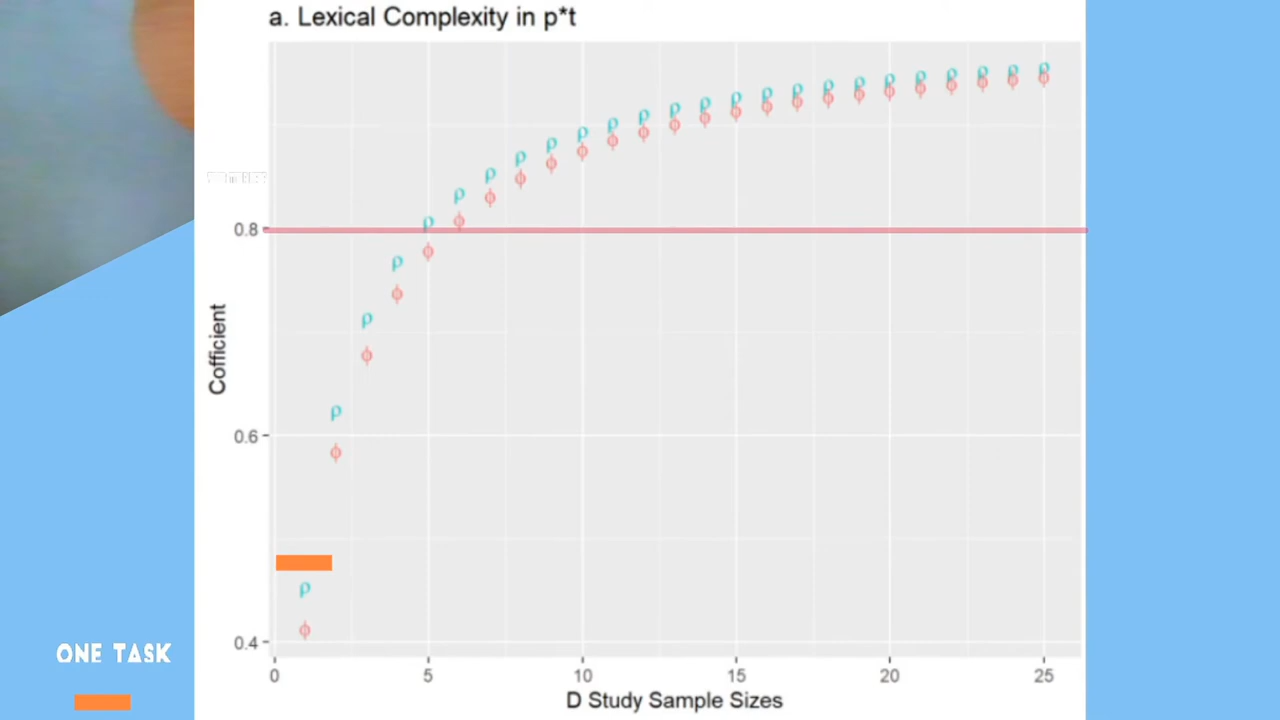 a. Lexical Complexity in p*t
0.8
0.6
0.4
Cofficient
0 5 10 15 20 25
D Study Sample Sizes
ONE TASK